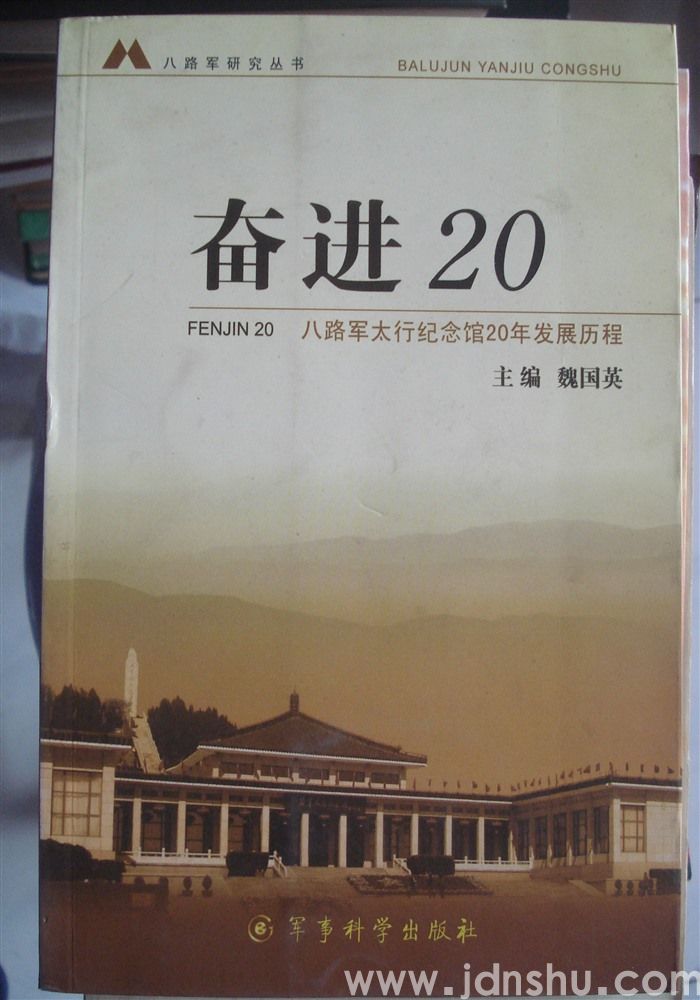 八路军研究丛书 BALUJUN YANJIU CONGSHU
奋进 20
FENJIN 20 八路军太行纪念馆20年发展历程
主编 魏国英
军事科学出版社
www.jdnshu.com